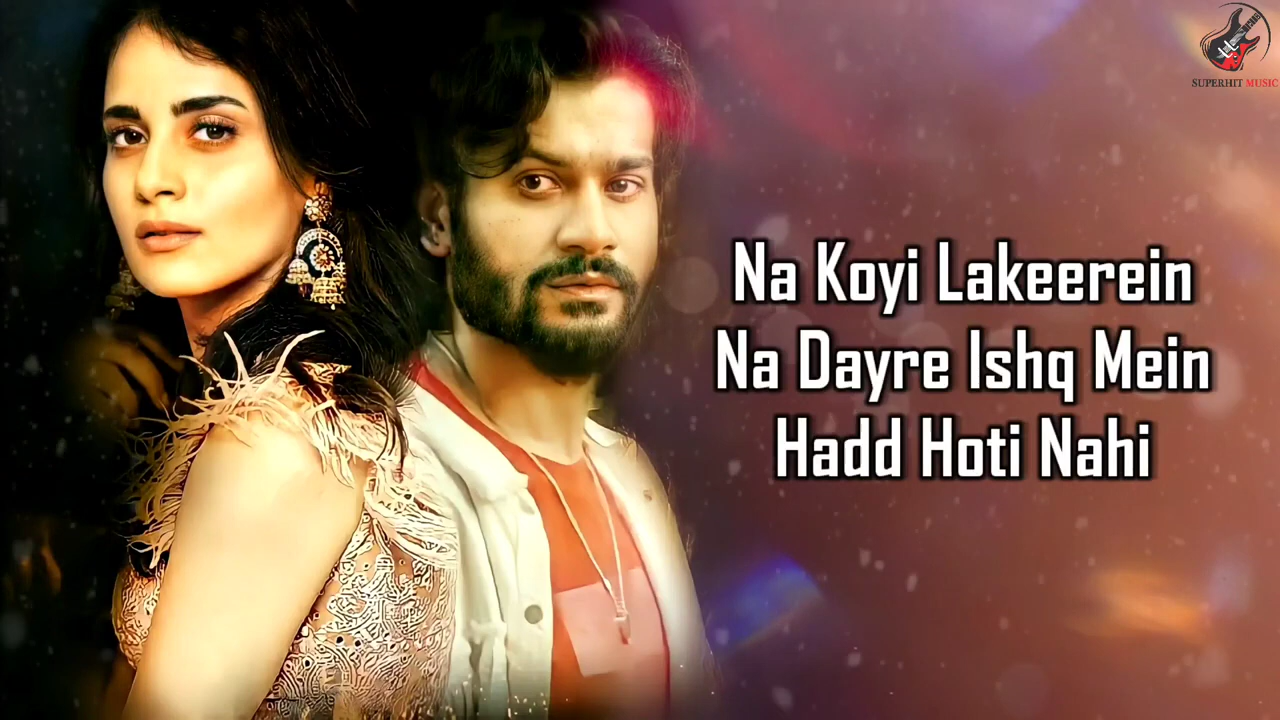 SUPERHIT MUSIC
Na Koyi Lakeerein
Na Dayre Ishq Mein
Hadd Hoti Nahi